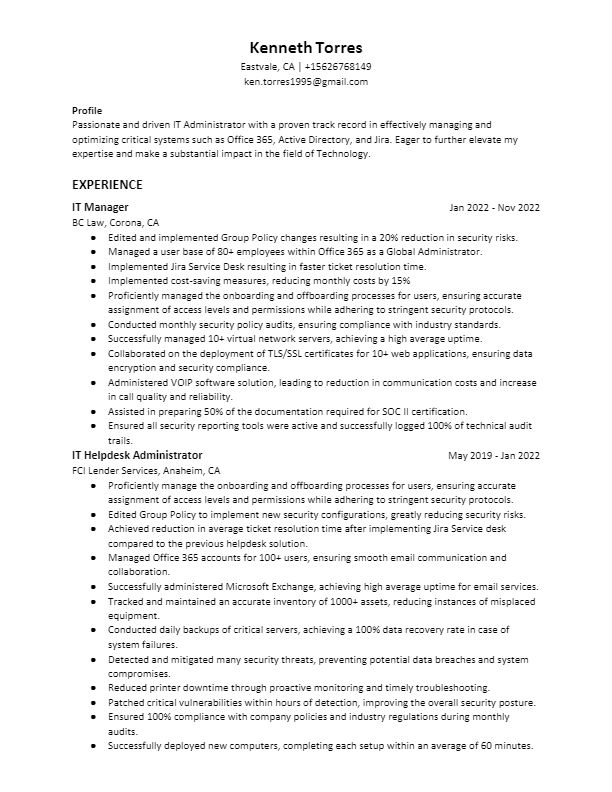 Kenneth Torres
Eastvale, CA | +15626768149
ken.torres1995@gmail.com
Profile
Passionate and driven IT Administrator with a proven track record in effectively managing and
optimizing critical systems such as Office 365, Active Directory, and Jira. Eager to further elevate my
expertise and make a substantial impact in the field of Technology.
EXPERIENCE
IT Manager Jan 2022 - Nov 2022
BC Law, Corona, CA
● Edited and implemented Group Policy changes resulting in a 20% reduction in security risks.
● Managed a user base of 80+ employees within Office 365 as a Global Administrator.
● Implemented Jira Service Desk resulting in faster ticket resolution time.
● Implemented cost-saving measures, reducing monthly costs by 15%
● Proficiently managed the onboarding and offboarding processes for users, ensuring accurate
assignment of access levels and permissions while adhering to stringent security protocols.
● Conducted monthly security policy audits, ensuring compliance with industry standards.
● Successfully managed 10+ virtual network servers, achieving a high average uptime.
● Collaborated on the deployment of TLS/SSL certificates for 10+ web applications, ensuring data
encryption and security compliance.
● Administered VOIP software solution, leading to reduction in communication costs and increase
in call quality and reliability.
● Assisted in preparing 50% of the documentation required for SOC II certification.
● Ensured all security reporting tools were active and successfully logged 100% of technical audit
trails.
IT Helpdesk Administrator May 2019 - Jan 2022
FCI Lender Services, Anaheim, CA
● Proficiently manage the onboarding and offboarding processes for users, ensuring accurate
assignment of access levels and permissions while adhering to stringent security protocols.
● Edited Group Policy to implement new security configurations, greatly reducing security risks.
● Achieved reduction in average ticket resolution time after implementing Jira Service desk
compared to the previous helpdesk solution.
● Managed Office 365 accounts for 100+ users, ensuring smooth email communication and
collaboration.
● Successfully administered Microsoft Exchange, achieving high average uptime for email services.
● Tracked and maintained an accurate inventory of 1000+ assets, reducing instances of misplaced
equipment.
● Conducted daily backups of critical servers, achieving a 100% data recovery rate in case of
system failures.
● Detected and mitigated many security threats, preventing potential data breaches and system
compromises.
● Reduced printer downtime through proactive monitoring and timely troubleshooting.
● Patched critical vulnerabilities within hours of detection, improving the overall security posture.
● Ensured 100% compliance with company policies and industry regulations during monthly
audits.
● Successfully deployed new computers, completing each setup within an average of 60 minutes.